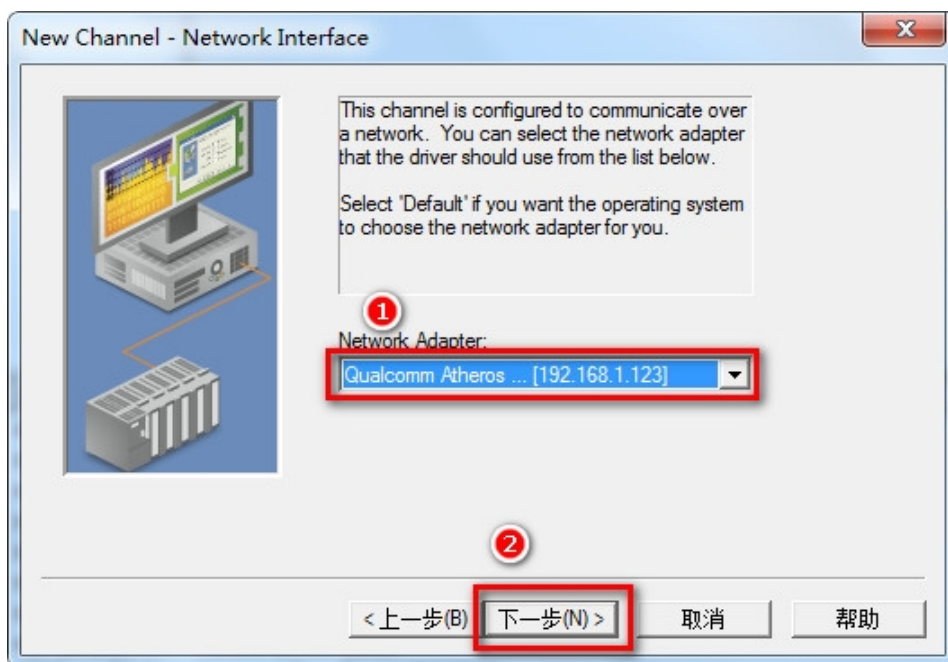 New Channel - Network Interface
This channel is configured to communicate over
a network. You can select the network adapter
that the driver should use from the list below.
Select 'Default' if you want the operating system
to choose the network adapter for you.
1
Network Adapter:
Qualcomm Atheros ... [192.168.1.123]
2
<上一步(B) 下一步(N)> 取消 帮助